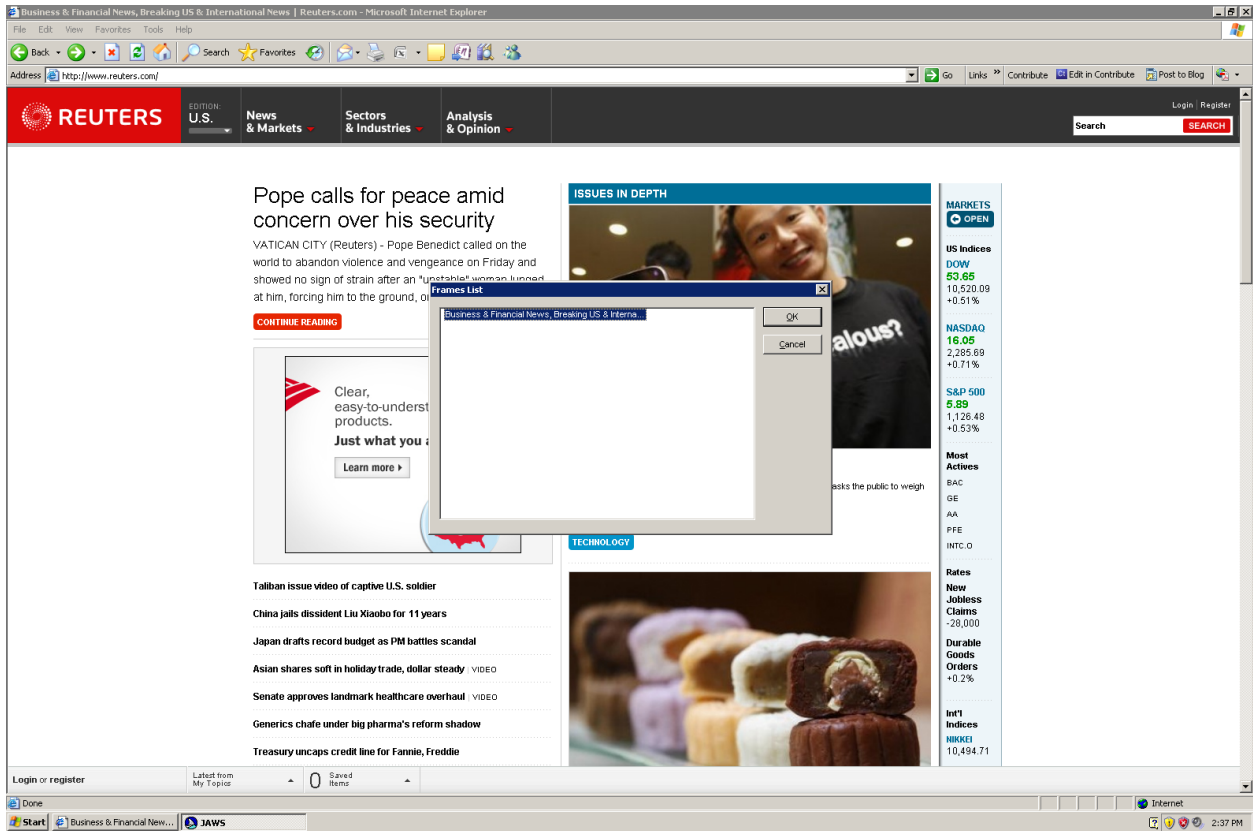 Business & Financial News, Breaking US & International News | Reuters.com - Microsoft Internet Explorer
File Edit View Favorites Tools Help
Back Search Favorites
Address http://www.reuters.com/ Go Links » Contribute Edit in Contribute Post to Blog
REUTERS
EDITION:
U.S.
News
& Markets
Sectors
& Industries
Analysis
& Opinion
Login | Register
Search SEARCH
Pope calls for peace amid
concern over his security
VATICAN CITY (Reuters) - Pope Benedict called on the
world to abandon violence and vengeance on Friday and
showed no sign of strain after an "unstable" woman lunged
at him, forcing him to the ground, o
CONTINUE READING
Clear,
easy-to-underst
products.
Just what you a
Learn more
Taliban issue video of captive U.S. soldier
China jails dissident Liu Xiaobo for 11 years
Japan drafts record budget as PM battles scandal
Asian shares soft in holiday trade, dollar steady | VIDEO
Senate approves landmark healthcare overhaul | VIDEO
Generics chafe under big pharma's reform shadow
Treasury uncaps credit line for Fannie, Freddie
Frames List
Business & Financial News, Breaking US & Interna...
OK
Cancel
ISSUES IN DEPTH
alous?
asks the public to weigh
TECHNOLOGY
MARKETS
OPEN
US Indices
DOW
53.65
10,520.09
+0.51%
NASDAQ
16.05
2,285.69
+0.71%
S&P 500
5.89
1,126.48
+0.53%
Most
Actives
BAC
GE
AA
PFE
INTC.O
Rates
New
Jobless
Claims
-28,000
Durable
Goods
Orders
+0.2%
Int'l
Indices
NIKKEI
10,494.71
Login or register
Latest from
My Topics
0 Saved
Items
Done
Internet
Start Business & Financial New... JAWS 2:37 PM